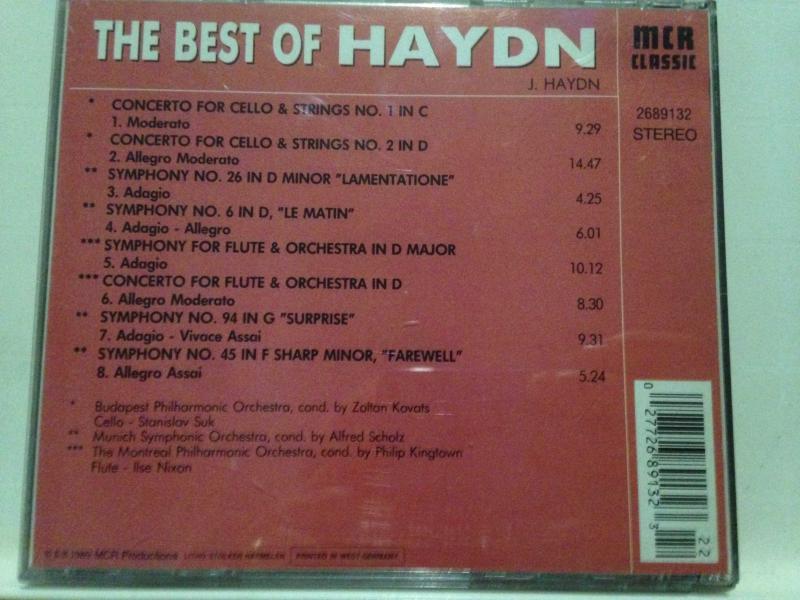 THE BEST OF HAYDN
MCR
CLASSIC
J. HAYDN
2689132
STEREO
* CONCERTO FOR CELLO & STRINGS NO. 1 IN C
1. Moderato 9.29
* CONCERTO FOR CELLO & STRINGS NO. 2 IN D
2. Allegro Moderato 14.47
** SYMPHONY NO. 26 IN D MINOR "LAMENTATIONE"
3. Adagio 4.25
** SYMPHONY NO. 6 IN D, "LE MATIN"
4. Adagio - Allegro 6.01
*** SYMPHONY FOR FLUTE & ORCHESTRA IN D MAJOR
5. Adagio 10.12
*** CONCERTO FOR FLUTE & ORCHESTRA IN D
6. Allegro Moderato 8.30
** SYMPHONY NO. 94 IN G "SURPRISE"
7. Adagio - Vivace Assai 9.31
** SYMPHONY NO. 45 IN F SHARP MINOR, "FAREWELL"
8. Allegro Assai 5.24
* Budapest Philharmonic Orchestra, cond. by Zoltan Kovats
Cello - Stanislav Suk
** Munich Symphonic Orchestra, cond. by Alfred Scholz
*** The Montreal Philharmonic Orchestra, cond. by Philip Kingtown
Flute - Ilse Nixon
1989 MCR Productions
PRINTED IN WEST-GERMANY
0 27726 89132 3
22